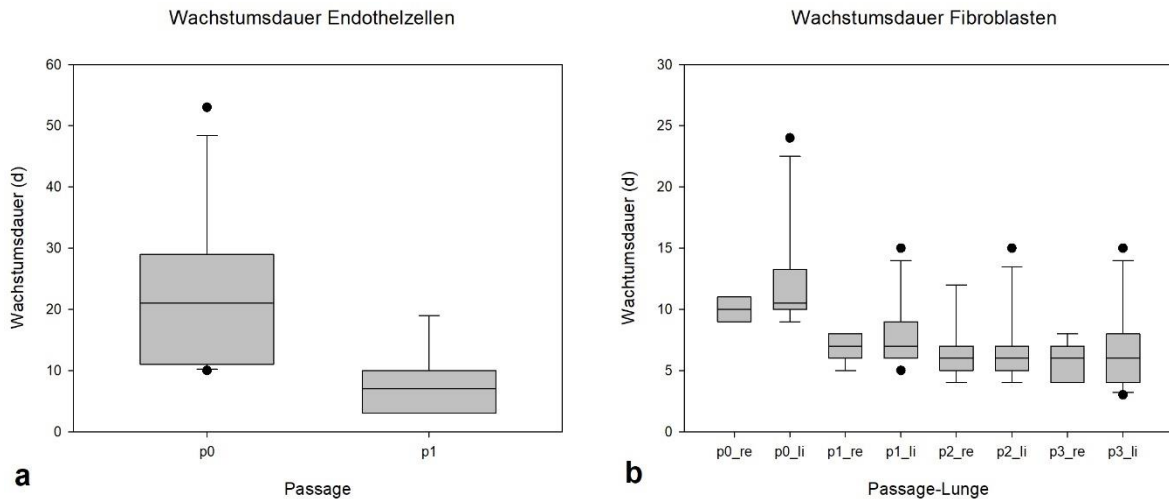 Wachstumsdauer Endothelzellen
60
50
40
30
20
10
0
Wachstumsdauer (d)
p0
p1
Passage
a
Wachstumsdauer Fibroblasten
30
25
20
15
10
5
0
Wachtumsdauer (d)
p0_re
p0_li
p1_re
p1_li
p2_re
p2_li
p3_re
p3_li
Passage-Lunge
b